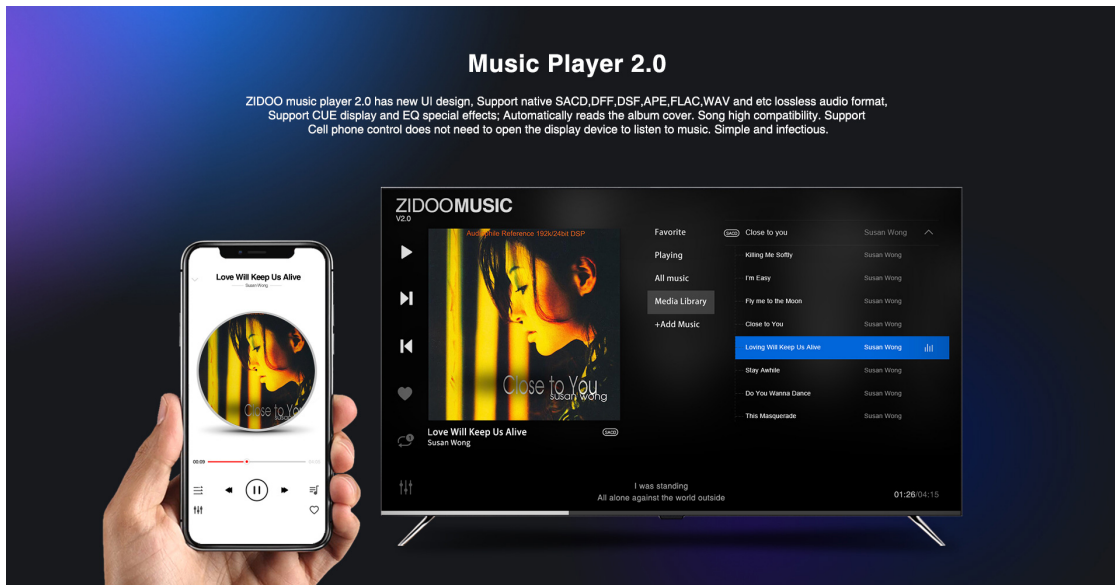 Music Player 2.0
ZIDOO music player 2.0 has new UI design, Support native SACD,DFF,DSF,APE,FLAC,WAV and etc lossless audio format,
Support CUE display and EQ special effects; Automatically reads the album cover. Song high compatibility. Support
Cell phone control does not need to open the display device to listen to music. Simple and infectious.
Love Will Keep Us Alive
Susan Wong
Close to You
00:09
ZIDOOMUSIC
V2.0
Audiophile Reference 192k/24bit DSP
Close to You
susan wong
Love Will Keep Us Alive
SACD
Susan Wong
Favorite
Playing
All music
Media Library
+Add Music
SACD Close to you Susan Wong
Killing Me Softly Susan Wong
I'm Easy Susan Wong
Fly me to the Moon Susan Wong
Close to You Susan Wong
Loving Will Keep Us Alive Susan Wong
Stay Awhile Susan Wong
Do You Wanna Dance Susan Wong
This Masquerade Susan Wong
I was standing
All alone against the world outside
01:26/04:15